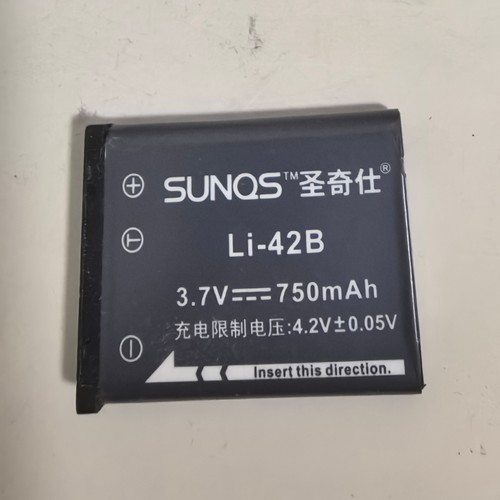 ⊕ SUNQS™圣奇仕®
Ⓣ Li-42B
3.7V⎓750mAh
充电限制电压:4.2V±0.05V
⊖ Insert this direction.